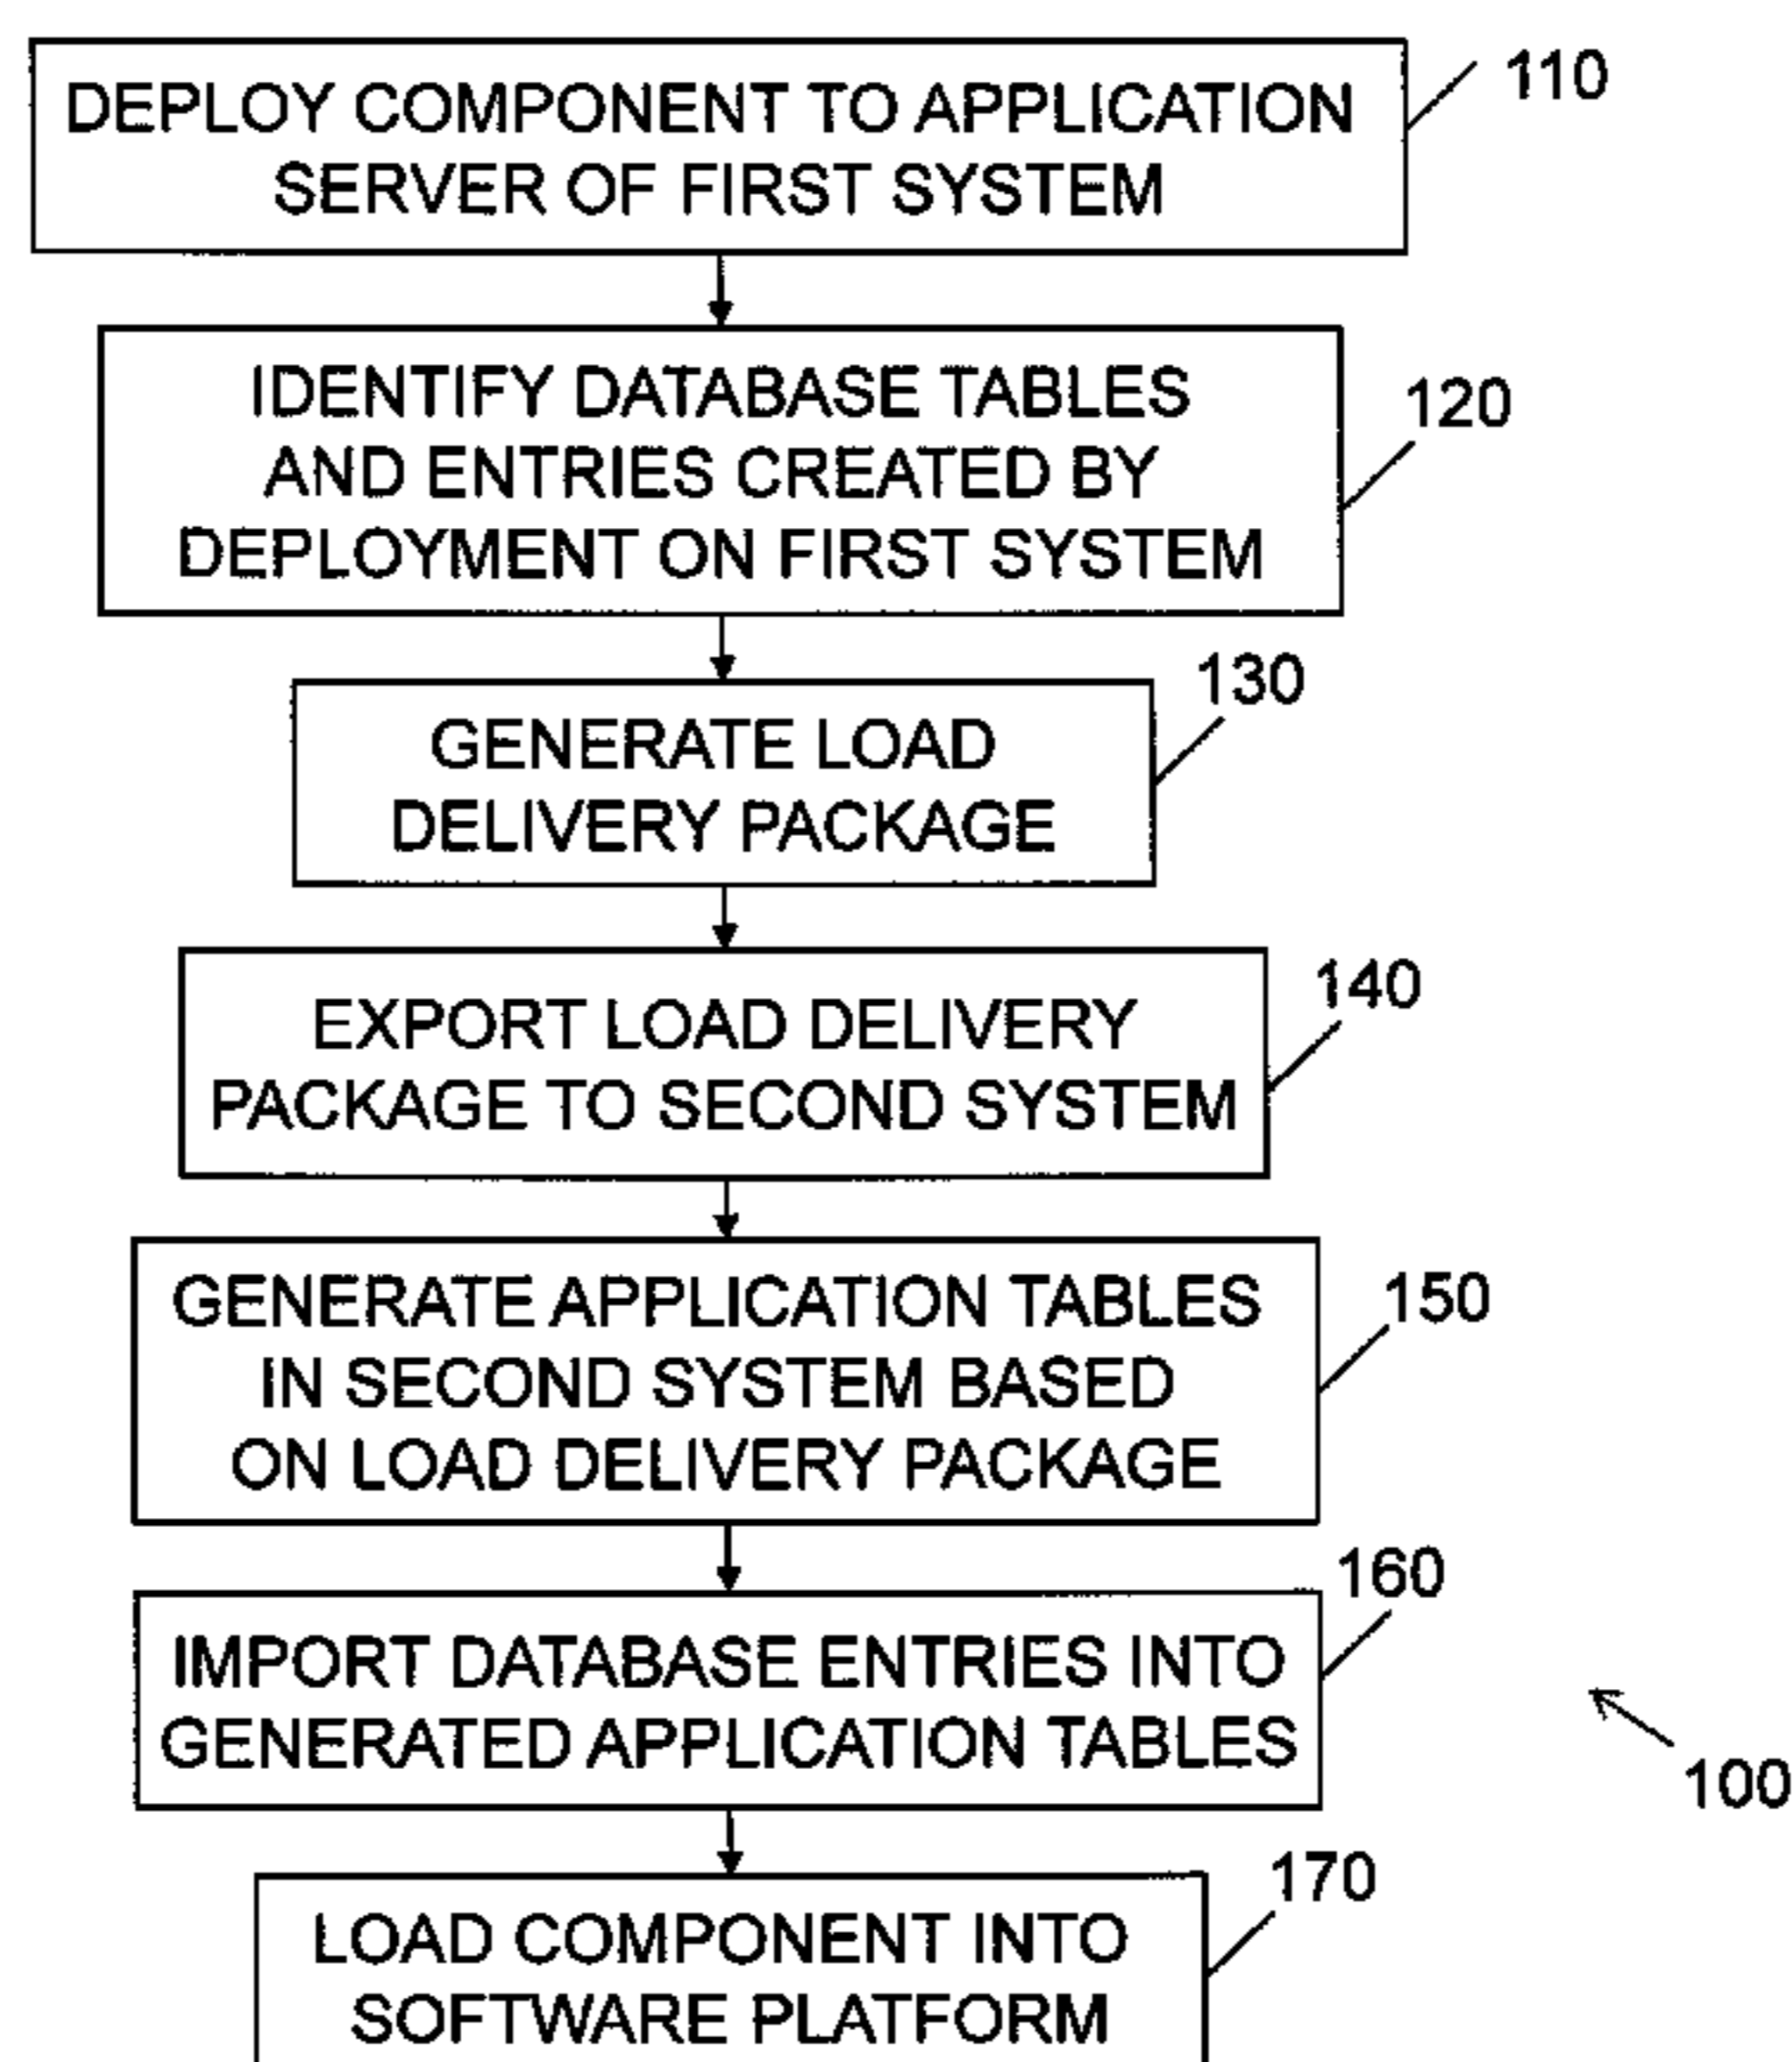 DEPLOY COMPONENT TO APPLICATION
SERVER OF FIRST SYSTEM
110
IDENTIFY DATABASE TABLES
AND ENTRIES CREATED BY
DEPLOYMENT ON FIRST SYSTEM
120
GENERATE LOAD
DELIVERY PACKAGE
130
EXPORT LOAD DELIVERY
PACKAGE TO SECOND SYSTEM
140
GENERATE APPLICATION TABLES
IN SECOND SYSTEM BASED
ON LOAD DELIVERY PACKAGE
150
IMPORT DATABASE ENTRIES INTO
GENERATED APPLICATION TABLES
160
100
LOAD COMPONENT INTO
SOFTWARE PLATFORM
170